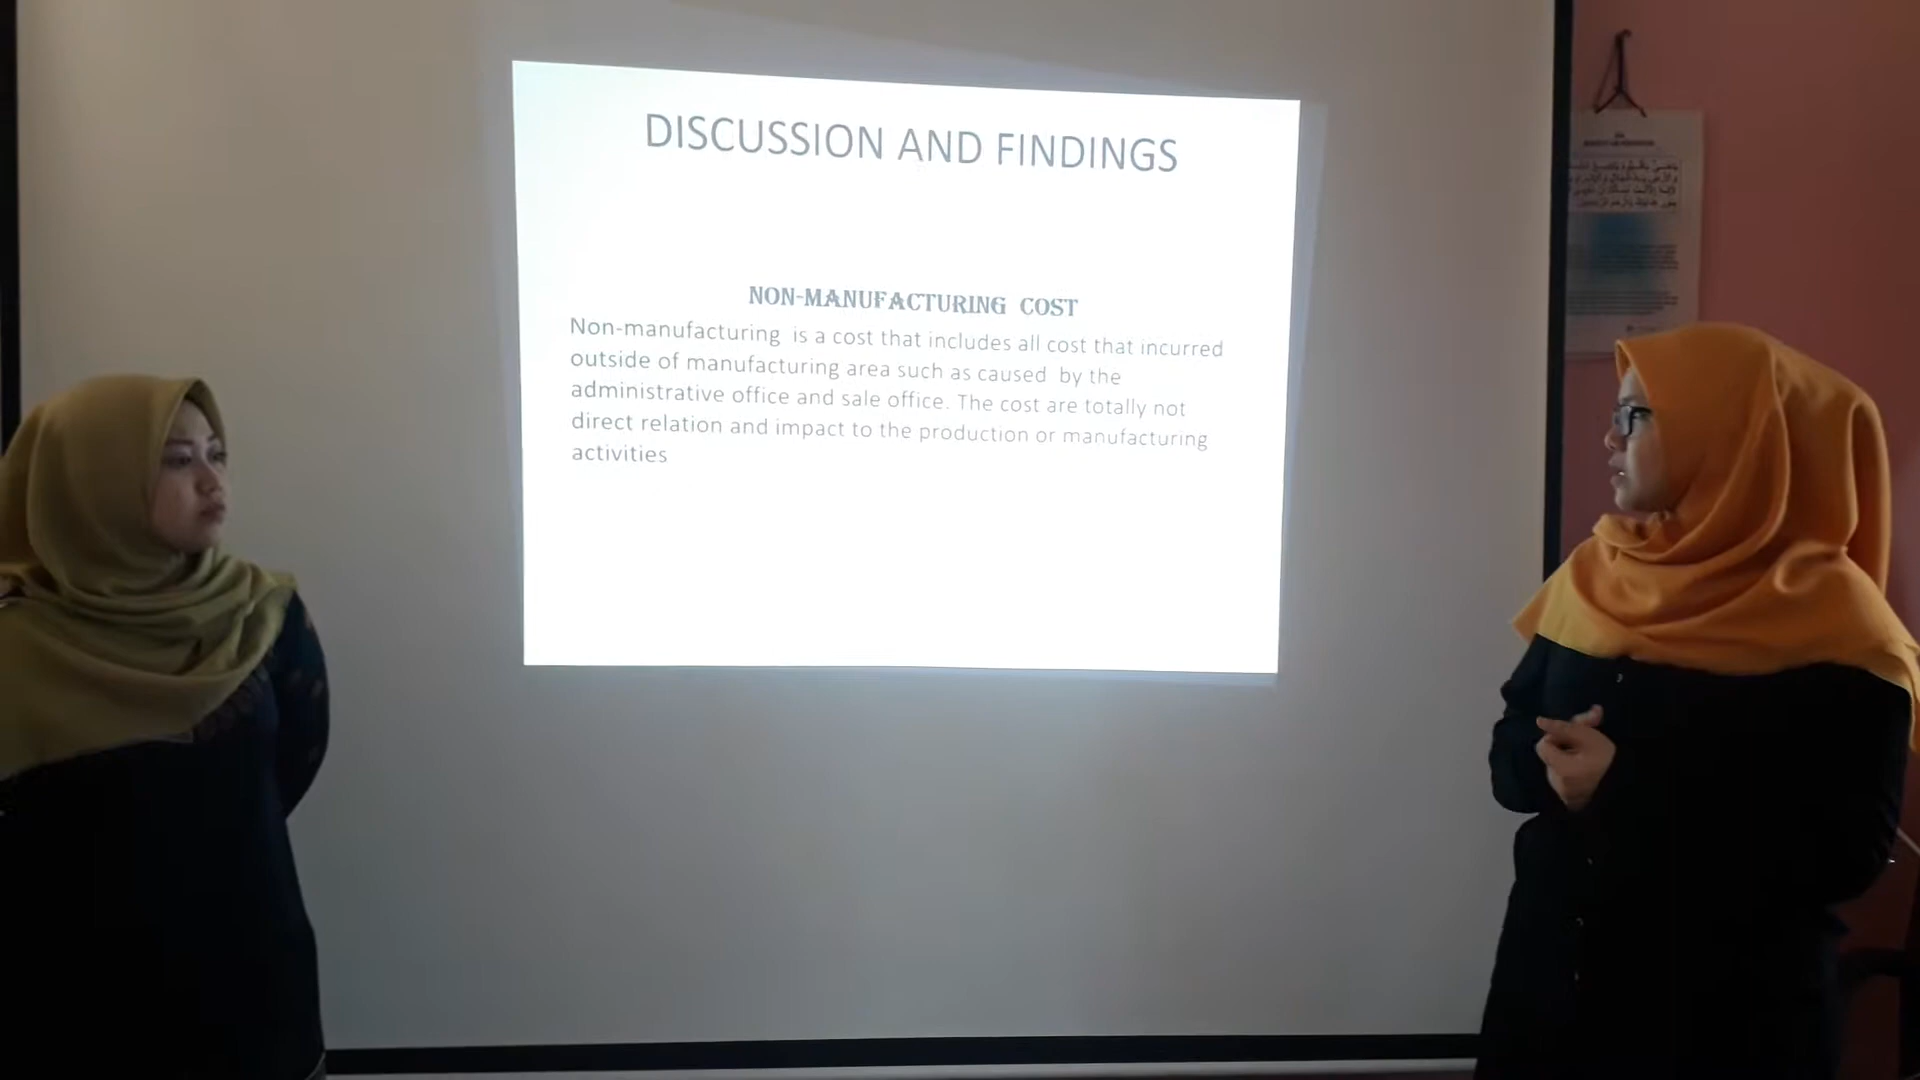 DISCUSSION AND FINDINGS
NON-MANUFACTURING COST
Non-manufacturing is a cost that includes all cost that incurred
outside of manufacturing area such as caused by the
administrative office and sale office. The cost are totally not
direct relation and impact to the production or manufacturing
activities